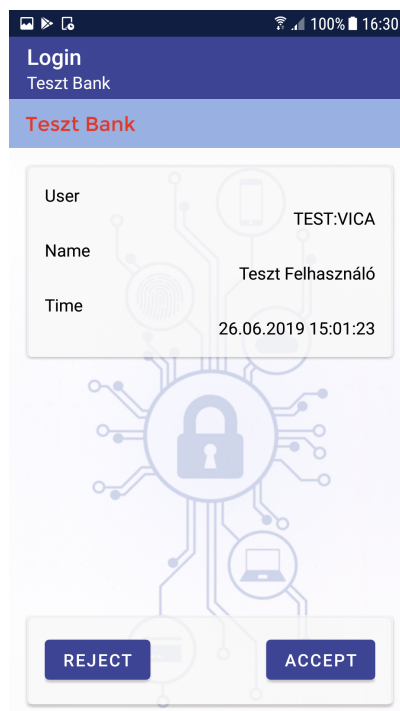 100% 16:30
Login
Teszt Bank
Teszt Bank
User
TEST:VICA
Name
Teszt Felhasználó
Time
26.06.2019 15:01:23
REJECT
ACCEPT